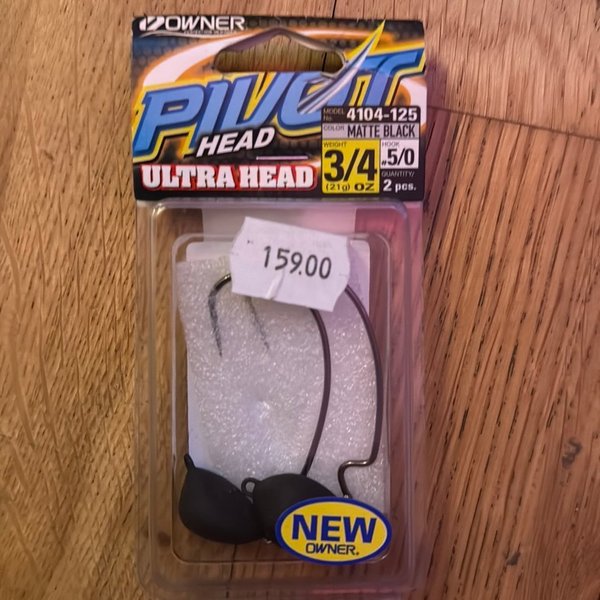 OWNER
PIVOT
HEAD
ULTRA HEAD
MODEL No. 4104-125
COLOR MATTE BLACK
WEIGHT 3/4 (21g) OZ
HOOK #5/0
QUANTITY/ 2 pcs.
159.00
NEW
OWNER